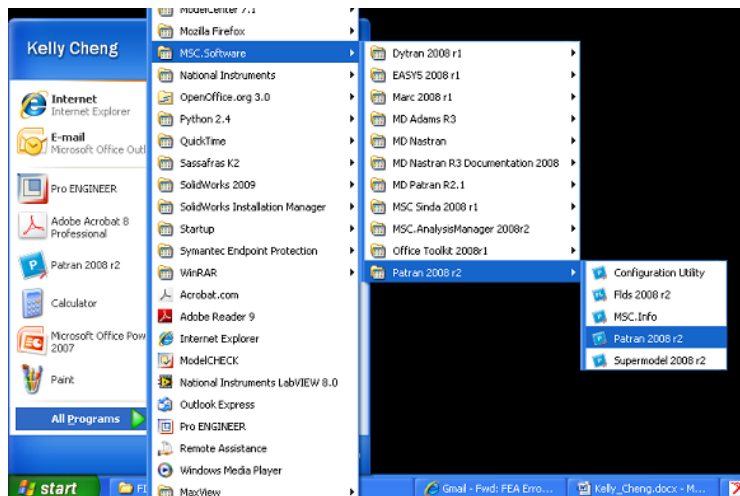 Kelly Cheng
Internet
Internet Explorer
E-mail
Microsoft Office Outl
Pro ENGINEER
Adobe Acrobat 8
Professional
Patran 2008 r2
Calculator
Microsoft Office Pow
2007
Paint
All Programs
start
ModelCenter 7.1
Mozilla Firefox
MSC.Software
National Instruments
OpenOffice.org 3.0
Python 2.4
QuickTime
Sassafras K2
SolidWorks 2009
SolidWorks Installation Manager
Startup
Symantec Endpoint Protection
WinRAR
Acrobat.com
Adobe Reader 9
Internet Explorer
ModelCHECK
National Instruments LabVIEW 8.0
Outlook Express
Pro ENGINEER
Remote Assistance
Windows Media Player
MaxView
Dytran 2008 r1
EASY5 2008 r1
Marc 2008 r1
MD Adams R3
MD Nastran
MD Nastran R3 Documentation 2008
MD Patran R2.1
MSC Sinda 2008 r1
MSC.AnalysisManager 2008r2
Office Toolkit 2008r1
Patran 2008 r2
Configuration Utility
Flds 2008 r2
MSC.Info
Patran 2008 r2
Supermodel 2008 r2
FI
Gmail - Fwd: FEA Erro...
Kelly_Cheng.docx - M...